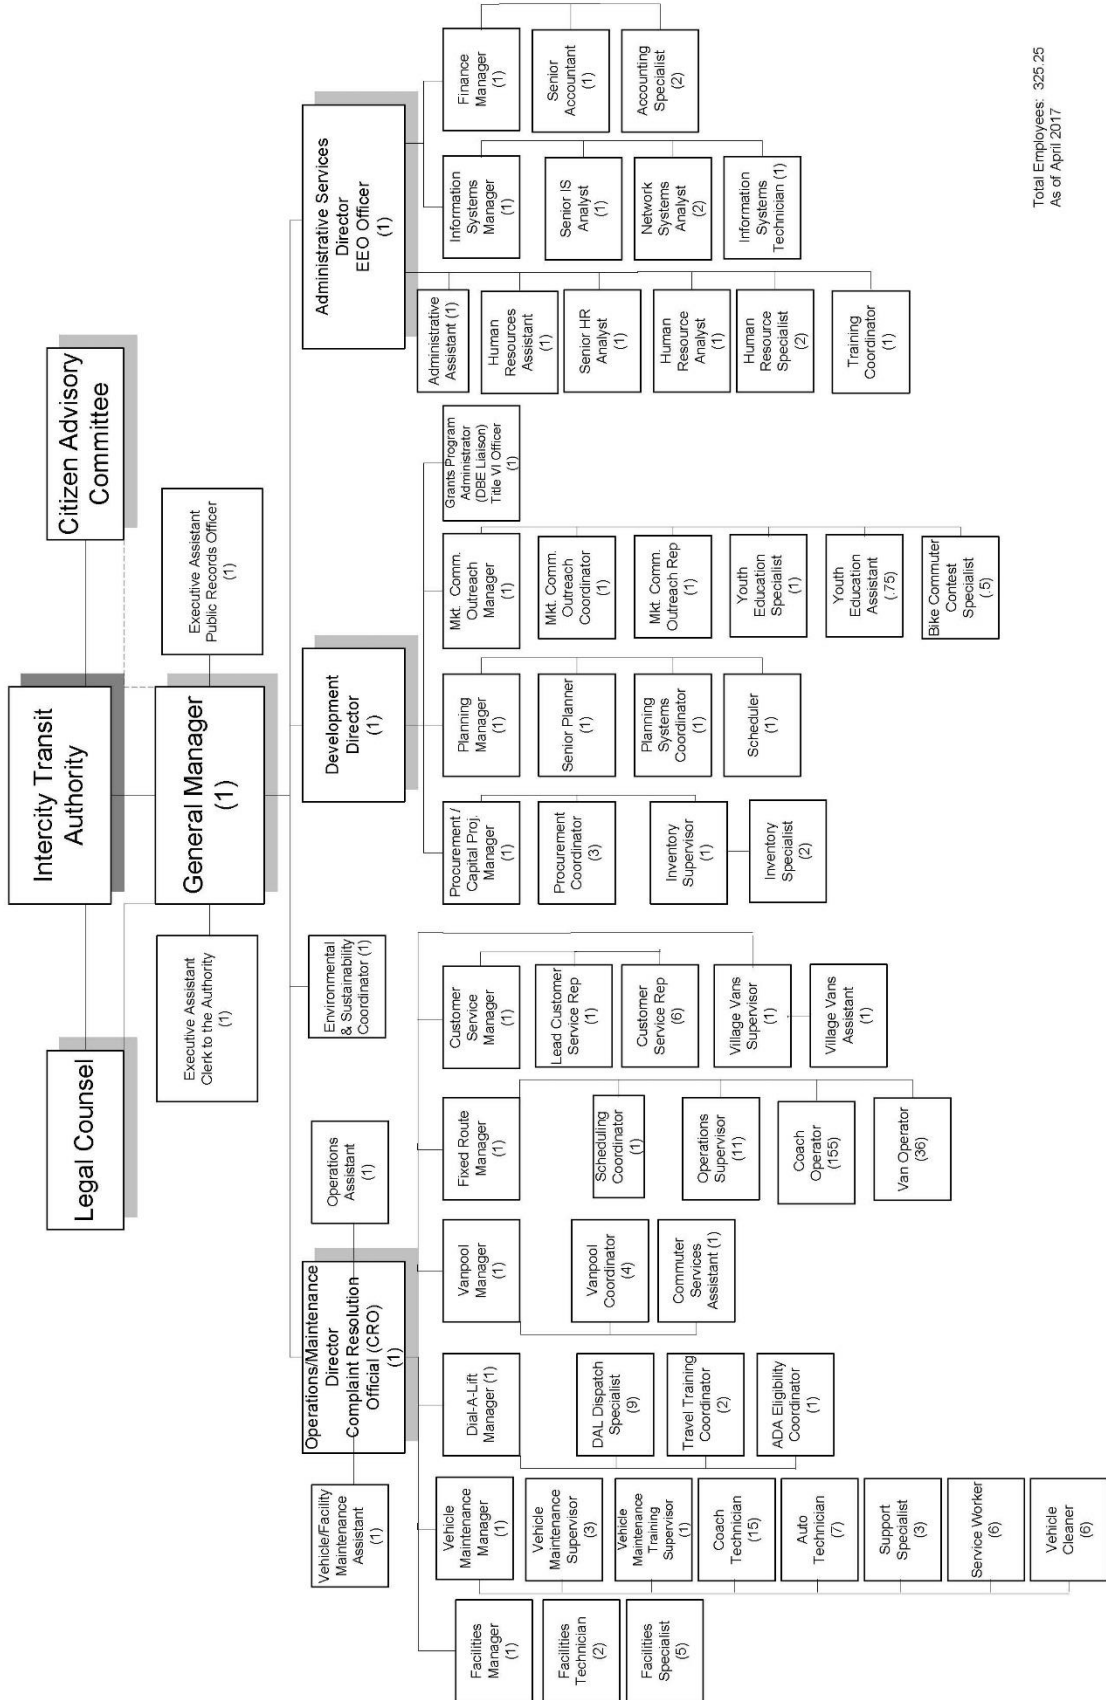 Legal Counsel
Intercity Transit
Authority
Citizen Advisory
Committee
Executive Assistant
Clerk to the Authority
(1)
General Manager
(1)
Executive Assistant
Public Records Officer
(1)
Environmental
& Sustainability
Coordinator (1)
Vehicle/Facility
Maintenance
Assistant
(1)
Operations/Maintenance
Director
Complaint Resolution
Official (CRO)
(1)
Operations
Assistant
(1)
Development
Director
(1)
Administrative Services
Director
EEO Officer
(1)
Facilities
Manager
(1)
Facilities
Technician
(2)
Facilities
Specialist
(5)
Vehicle
Maintenance
Manager
(1)
Vehicle
Maintenance
Supervisor
(3)
Vehicle
Maintenance
Training
Supervisor
(1)
Coach
Technician
(15)
Auto
Technician
(7)
Support
Specialist
(3)
Service Worker
(6)
Vehicle
Cleaner
(6)
Dial-A-Lift
Manager (1)
DAL Dispatch
Specialist
(9)
Travel Training
Coordinator
(2)
ADA Eligibility
Coordinator
(1)
Vanpool Manager
(1)
Vanpool
Coordinator
(4)
Commuter
Services
Assistant (1)
Fixed Route
Manager
(1)
Scheduling
Coordinator
(1)
Operations
Supervisor
(11)
Coach
Operator
(155)
Van Operator
(36)
Customer
Service
Manager
(1)
Lead Customer
Service Rep
(1)
Customer
Service Rep
(6)
Village Vans
Supervisor
(1)
Village Vans
Assistant
(1)
Procurement /
Capital Proj.
Manager
(1)
Procurement
Coordinator
(3)
Inventory
Supervisor
(1)
Inventory
Specialist
(2)
Planning
Manager
(1)
Senior Planner
(1)
Planning
Systems
Coordinator
(1)
Scheduler
(1)
Mkt. Comm.
Outreach
Manager
(1)
Mkt. Comm.
Outreach
Coordinator
(1)
Mkt. Comm.
Outreach Rep
(1)
Youth
Education
Specialist
(1)
Youth
Education
Assistant
(.75)
Bike Commuter
Contest
Specialist
(.5)
Grants Program
Administrator
(DBE Liaison)
Title VI Officer
(1)
Administrative
Assistant (1)
Human
Resources
Assistant
(1)
Senior HR
Analyst
(1)
Human
Resource
Analyst
(1)
Human
Resource
Specialist
(2)
Training
Coordinator
(1)
Information
Systems
Manager
(1)
Senior IS
Analyst
(1)
Network
Systems
Analyst
(2)
Information
Systems
Technician (1)
Finance
Manager
(1)
Senior
Accountant
(1)
Accounting
Specialist
(2)
Total Employees: 325.25
As of April 2017